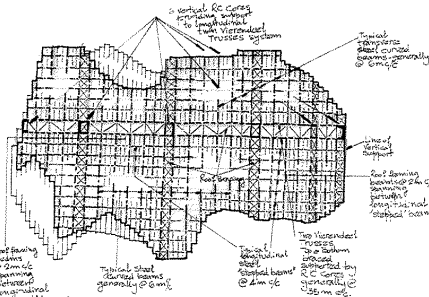 5 vertical RC Cores
providing support
to longitudinal
twin Vierendeel
Trusses system
Typical
transverse
steel curved
beams generally
@ 6m c/c
Line of
Vertical
Support
Roof framing
beams @ 2m c/c
spanning
between
longitudinal
'stepped' beam
Roof
Two Vierendeel
Trusses
Top & Bottom
braced
supported by
RC Cores
generally @
35m c/c
Typical
longitudinal
steel
'stepped beams'
@ 4m c/c
Typical Steel
curved beams
generally @ 6m c/c
roof framing
beams
@ 2m c/c
spanning
between
longitudinal